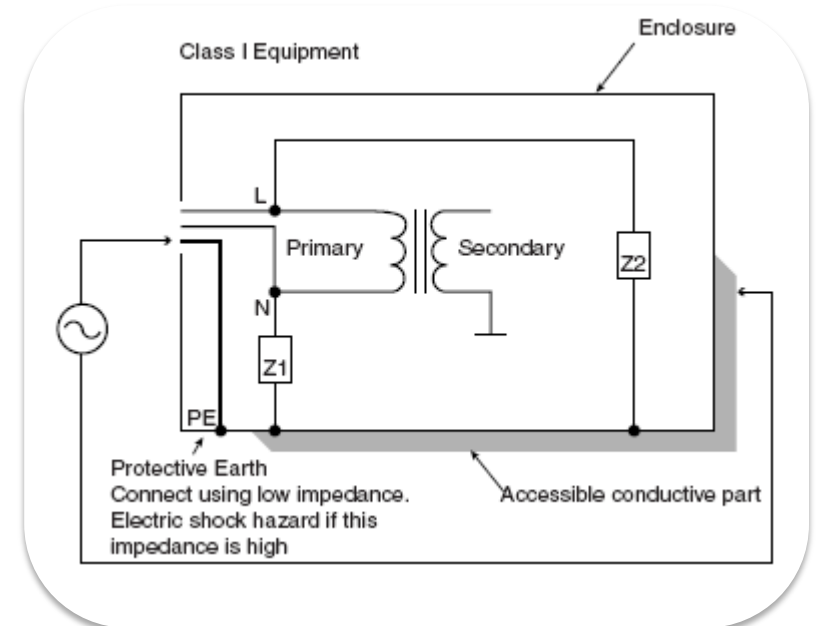 Enclosure
Class I Equipment
L
Primary
Secondary
Z2
N
Z1
PE
Protective Earth
Connect using low impedance.
Electric shock hazard if this
impedance is high
Accessible conductive part